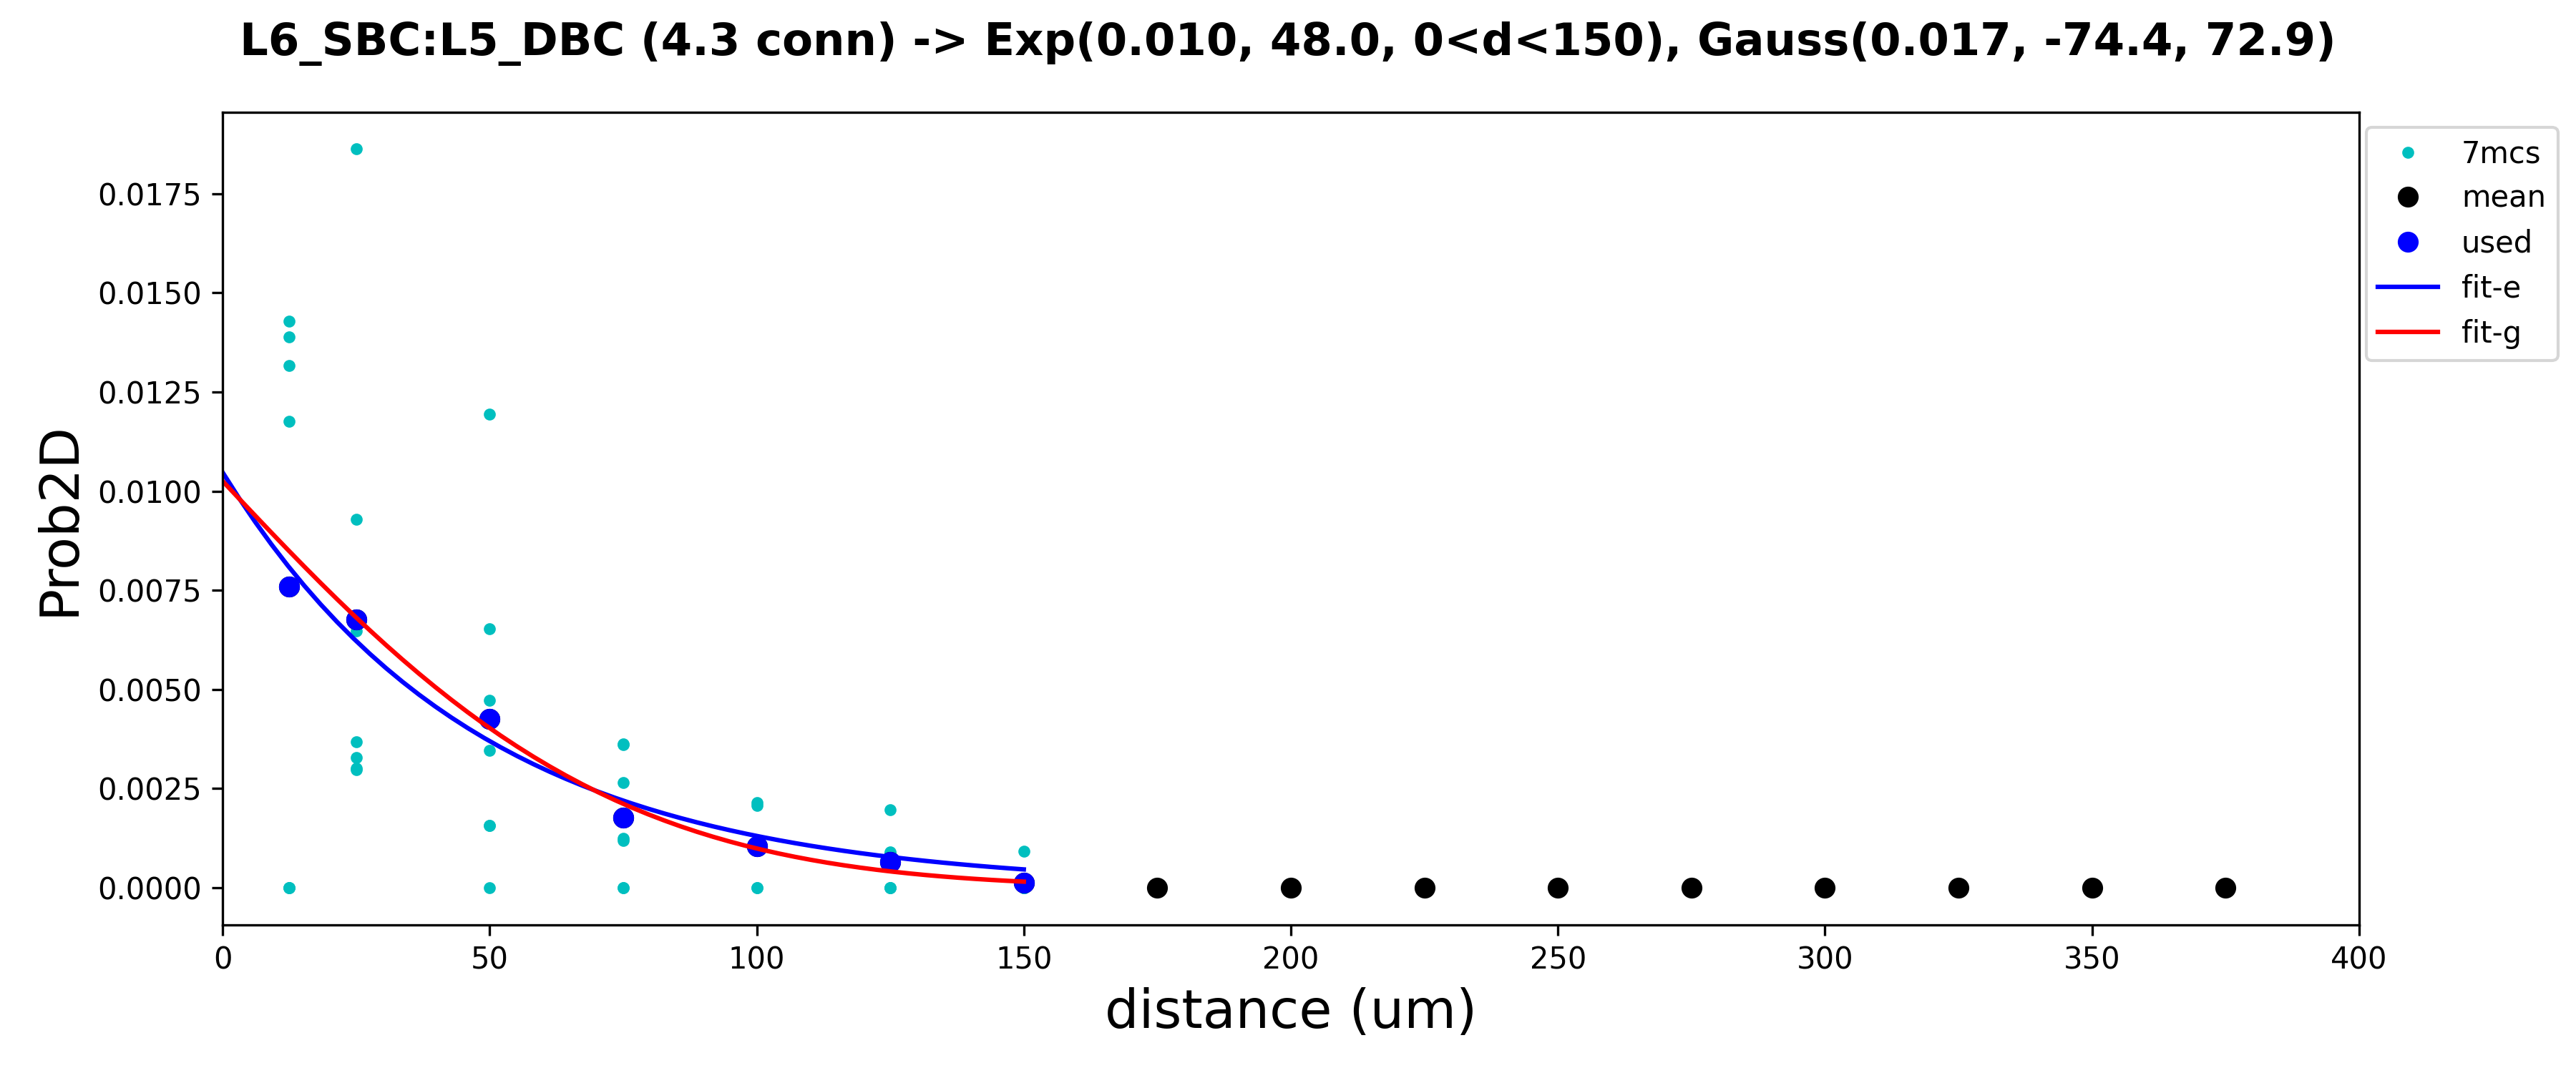 L6_SBC:L5_DBC (4.3 conn) -> Exp(0.010, 48.0, 0<d<150), Gauss(0.017, -74.4, 72.9)
7mcs
mean
used
fit-e
fit-g
0.0175
0.0150
0.0125
0.0100
0.0075
0.0050
0.0025
0.0000
Prob2D
0 50 100 150 200 250 300 350 400
distance (um)